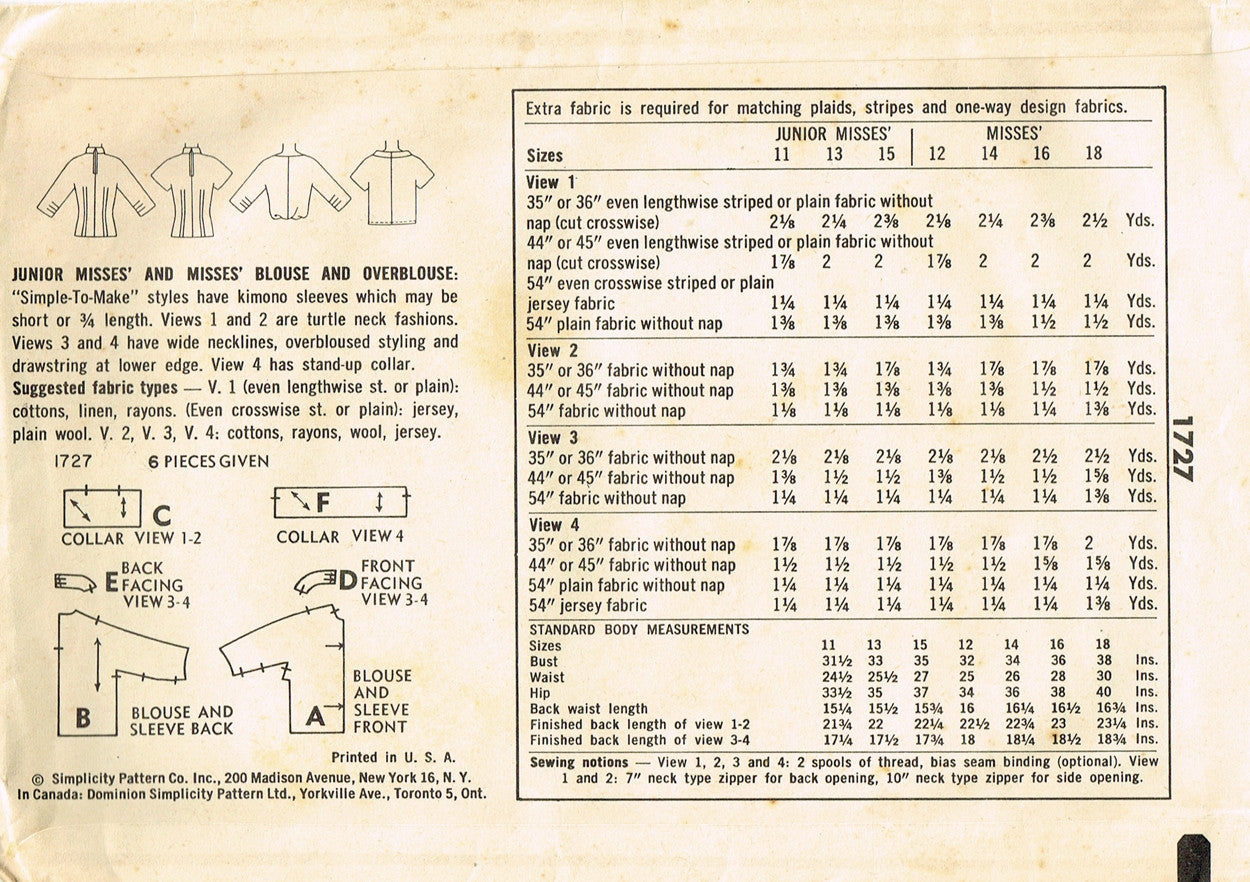 JUNIOR MISSES' AND MISSES' BLOUSE AND OVERBLOUSE:
"Simple-To-Make" styles have kimono sleeves which may be
short or ¾ length. Views 1 and 2 are turtle neck fashions.
Views 3 and 4 have wide necklines, overbloused styling and
drawstring at lower edge. View 4 has stand-up collar.
Suggested fabric types — V. 1 (even lengthwise st. or plain):
cottons, linen, rayons. (Even crosswise st. or plain): jersey,
plain wool. V. 2, V. 3, V. 4: cottons, rayons, wool, jersey.
1727 6 PIECES GIVEN
C
COLLAR VIEW 1-2
F
COLLAR VIEW 4
E BACK
FACING
VIEW 3-4
D FRONT
FACING
VIEW 3-4
B
BLOUSE AND
SLEEVE BACK
A
BLOUSE
AND
SLEEVE
FRONT
Printed in U. S. A.
© Simplicity Pattern Co. Inc., 200 Madison Avenue, New York 16, N. Y.
In Canada: Dominion Simplicity Pattern Ltd., Yorkville Ave., Toronto 5, Ont.
Extra fabric is required for matching plaids, stripes and one-way design fabrics.
JUNIOR MISSES' MISSES'
Sizes 11 13 15 12 14 16 18
View 1
35" or 36" even lengthwise striped or plain fabric without
nap (cut crosswise) 2⅛ 2¼ 2⅜ 2⅛ 2¼ 2⅜ 2½ Yds.
44" or 45" even lengthwise striped or plain fabric without
nap (cut crosswise) 1⅞ 2 2 1⅞ 2 2 2 Yds.
54" even crosswise striped or plain
jersey fabric 1¼ 1¼ 1¼ 1¼ 1¼ 1¼ 1¼ Yds.
54" plain fabric without nap 1⅜ 1⅜ 1⅜ 1⅜ 1⅜ 1½ 1½ Yds.
View 2
35" or 36" fabric without nap 1¾ 1¾ 1⅞ 1¾ 1⅞ 1⅞ 1⅞ Yds.
44" or 45" fabric without nap 1⅜ 1⅜ 1⅜ 1⅜ 1⅜ 1½ 1½ Yds.
54" fabric without nap 1⅛ 1⅛ 1⅛ 1⅛ 1⅛ 1¼ 1⅜ Yds.
View 3
35" or 36" fabric without nap 2⅛ 2⅛ 2⅛ 2⅛ 2⅛ 2½ 2½ Yds.
44" or 45" fabric without nap 1⅜ 1½ 1½ 1⅜ 1½ 1½ 1⅝ Yds.
54" fabric without nap 1¼ 1¼ 1¼ 1¼ 1¼ 1¼ 1⅜ Yds.
View 4
35" or 36" fabric without nap 1⅞ 1⅞ 1⅞ 1⅞ 1⅞ 1⅞ 2 Yds.
44" or 45" fabric without nap 1½ 1½ 1½ 1½ 1½ 1⅝ 1⅝ Yds.
54" plain fabric without nap 1¼ 1¼ 1¼ 1¼ 1¼ 1¼ 1¼ Yds.
54" jersey fabric 1¼ 1¼ 1¼ 1¼ 1¼ 1¼ 1⅜ Yds.
STANDARD BODY MEASUREMENTS
Sizes 11 13 15 12 14 16 18
Bust 31½ 33 35 32 34 36 38 Ins.
Waist 24½ 25½ 27 25 26 28 30 Ins.
Hip 33½ 35 37 34 36 38 40 Ins.
Back waist length 15¼ 15½ 15¾ 16 16¼ 16½ 16¾ Ins.
Finished back length of view 1-2 21¾ 22 22¼ 22½ 22¾ 23 23¼ Ins.
Finished back length of view 3-4 17¼ 17½ 17¾ 18 18¼ 18½ 18¾ Ins.
Sewing notions — View 1, 2, 3 and 4: 2 spools of thread, bias seam binding (optional). View
1 and 2: 7" neck type zipper for back opening, 10" neck type zipper for side opening.
1727